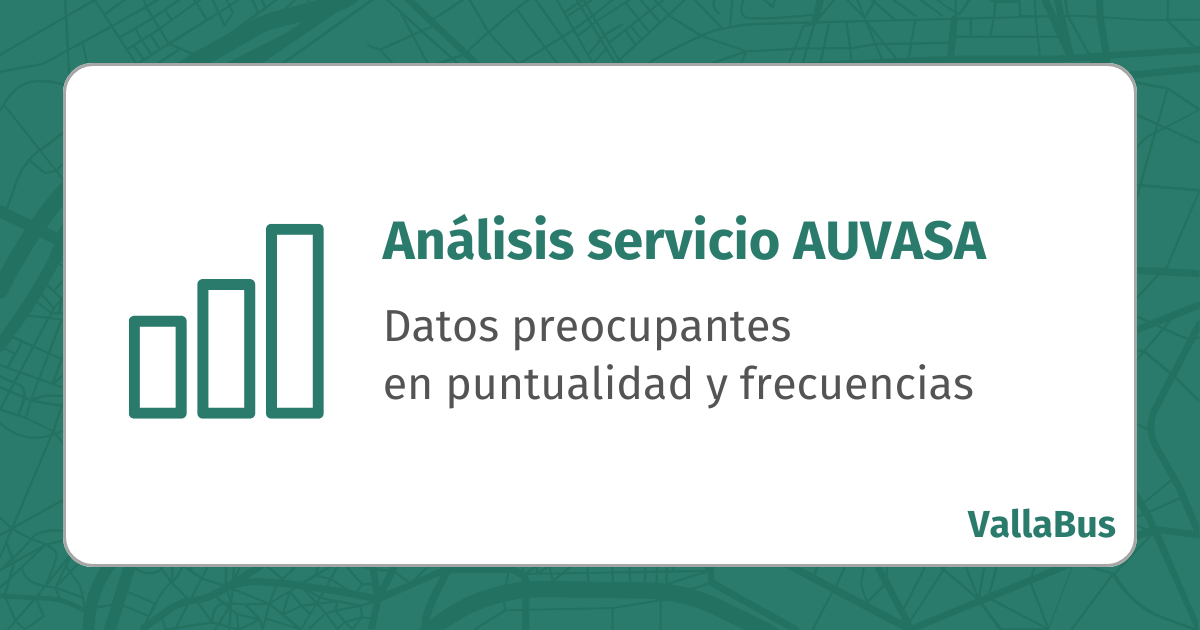 Análisis servicio AUVASA
Datos preocupantes
en puntualidad y frecuencias
VallaBus